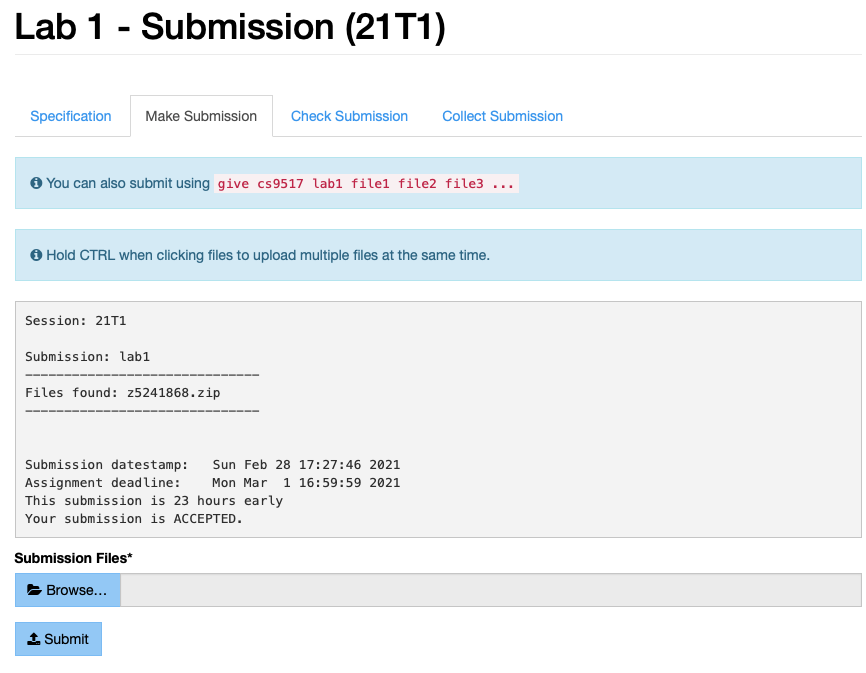 Lab 1 - Submission (21T1)
Specification
Make Submission
Check Submission
Collect Submission
You can also submit using give cs9517 lab1 file1 file2 file3 ...
Hold CTRL when clicking files to upload multiple files at the same time.
Session: 21T1
Submission: lab1
------------------------------
Files found: z5241868.zip
------------------------------
Submission datestamp:   Sun Feb 28 17:27:46 2021
Assignment deadline:    Mon Mar  1 16:59:59 2021
This submission is 23 hours early
Your submission is ACCEPTED.
Submission Files*
Browse...
Submit